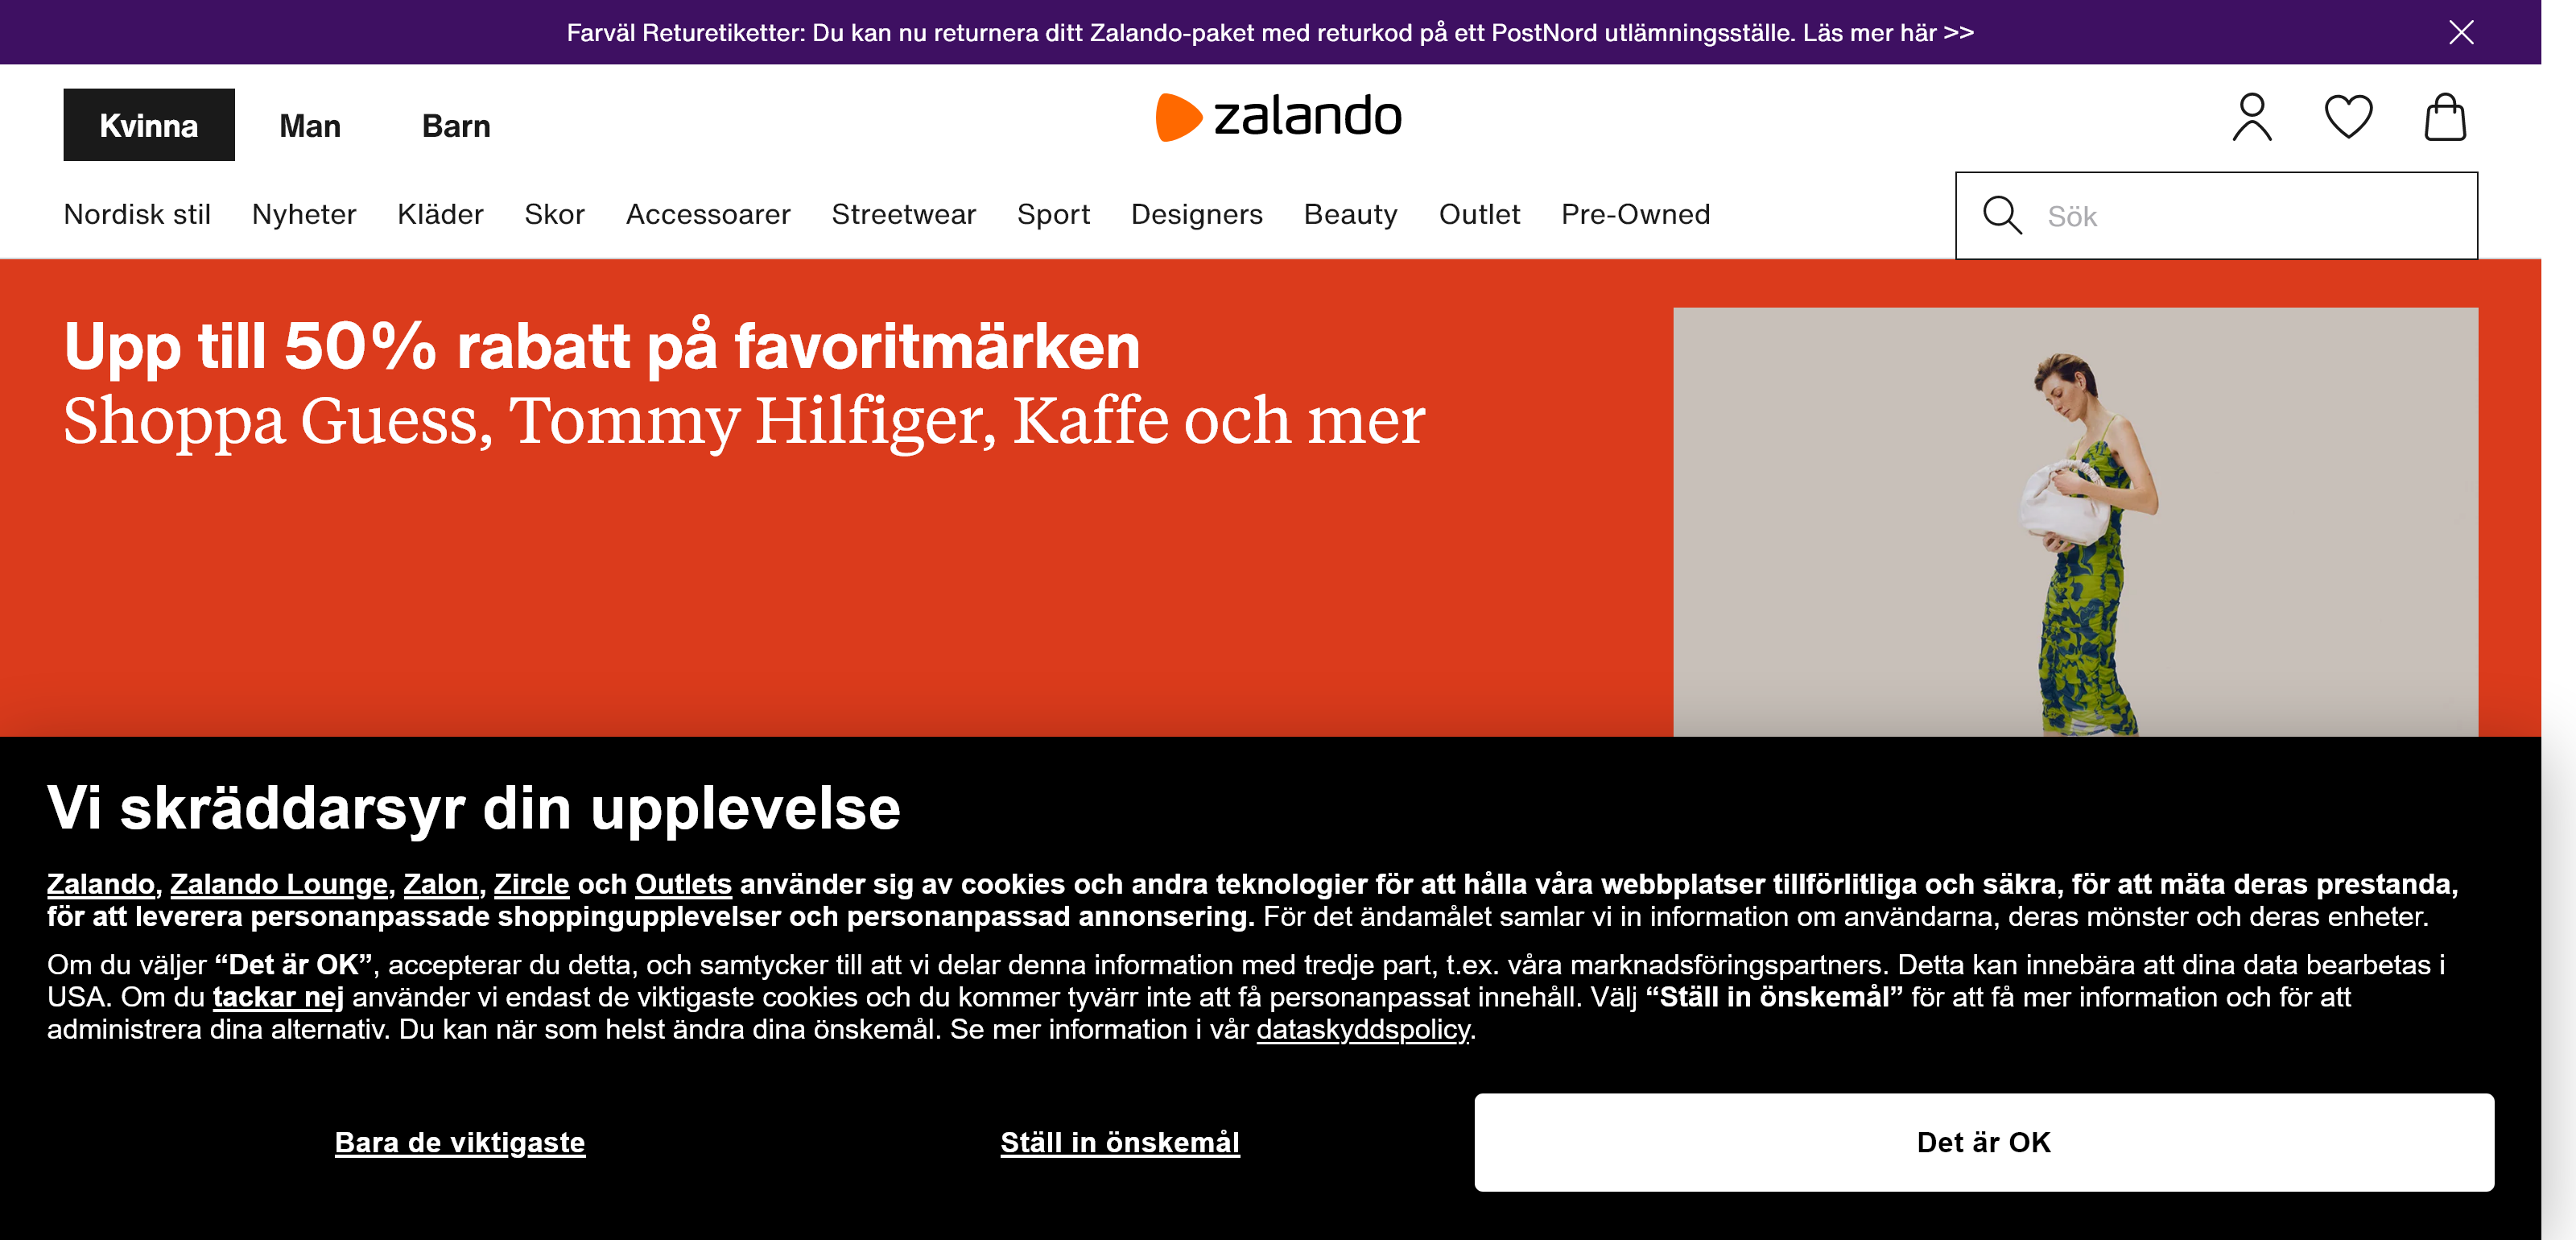 Farväl Returetiketter: Du kan nu returnera ditt Zalando-paket med returkod på ett PostNord utlämningsställe. Läs mer här >>
Kvinna Man Barn
zalando
Nordisk stil Nyheter Kläder Skor Accessoarer Streetwear Sport Designers Beauty Outlet Pre-Owned
Sök
Upp till 50% rabatt på favoritmärken
Shoppa Guess, Tommy Hilfiger, Kaffe och mer
Vi skräddarsyr din upplevelse
Zalando, Zalando Lounge, Zalon, Zircle och Outlets använder sig av cookies och andra teknologier för att hålla våra webbplatser tillförlitliga och säkra, för att mäta deras prestanda,
för att leverera personanpassade shoppingupplevelser och personanpassad annonsering. För det ändamålet samlar vi in information om användarna, deras mönster och deras enheter.
Om du väljer “Det är OK”, accepterar du detta, och samtycker till att vi delar denna information med tredje part, t.ex. våra marknadsföringspartners. Detta kan innebära att dina data bearbetas i
USA. Om du tackar nej använder vi endast de viktigaste cookies och du kommer tyvärr inte att få personanpassat innehåll. Välj “Ställ in önskemål” för att få mer information och för att
administrera dina alternativ. Du kan när som helst ändra dina önskemål. Se mer information i vår dataskyddspolicy.
Bara de viktigaste Ställ in önskemål Det är OK